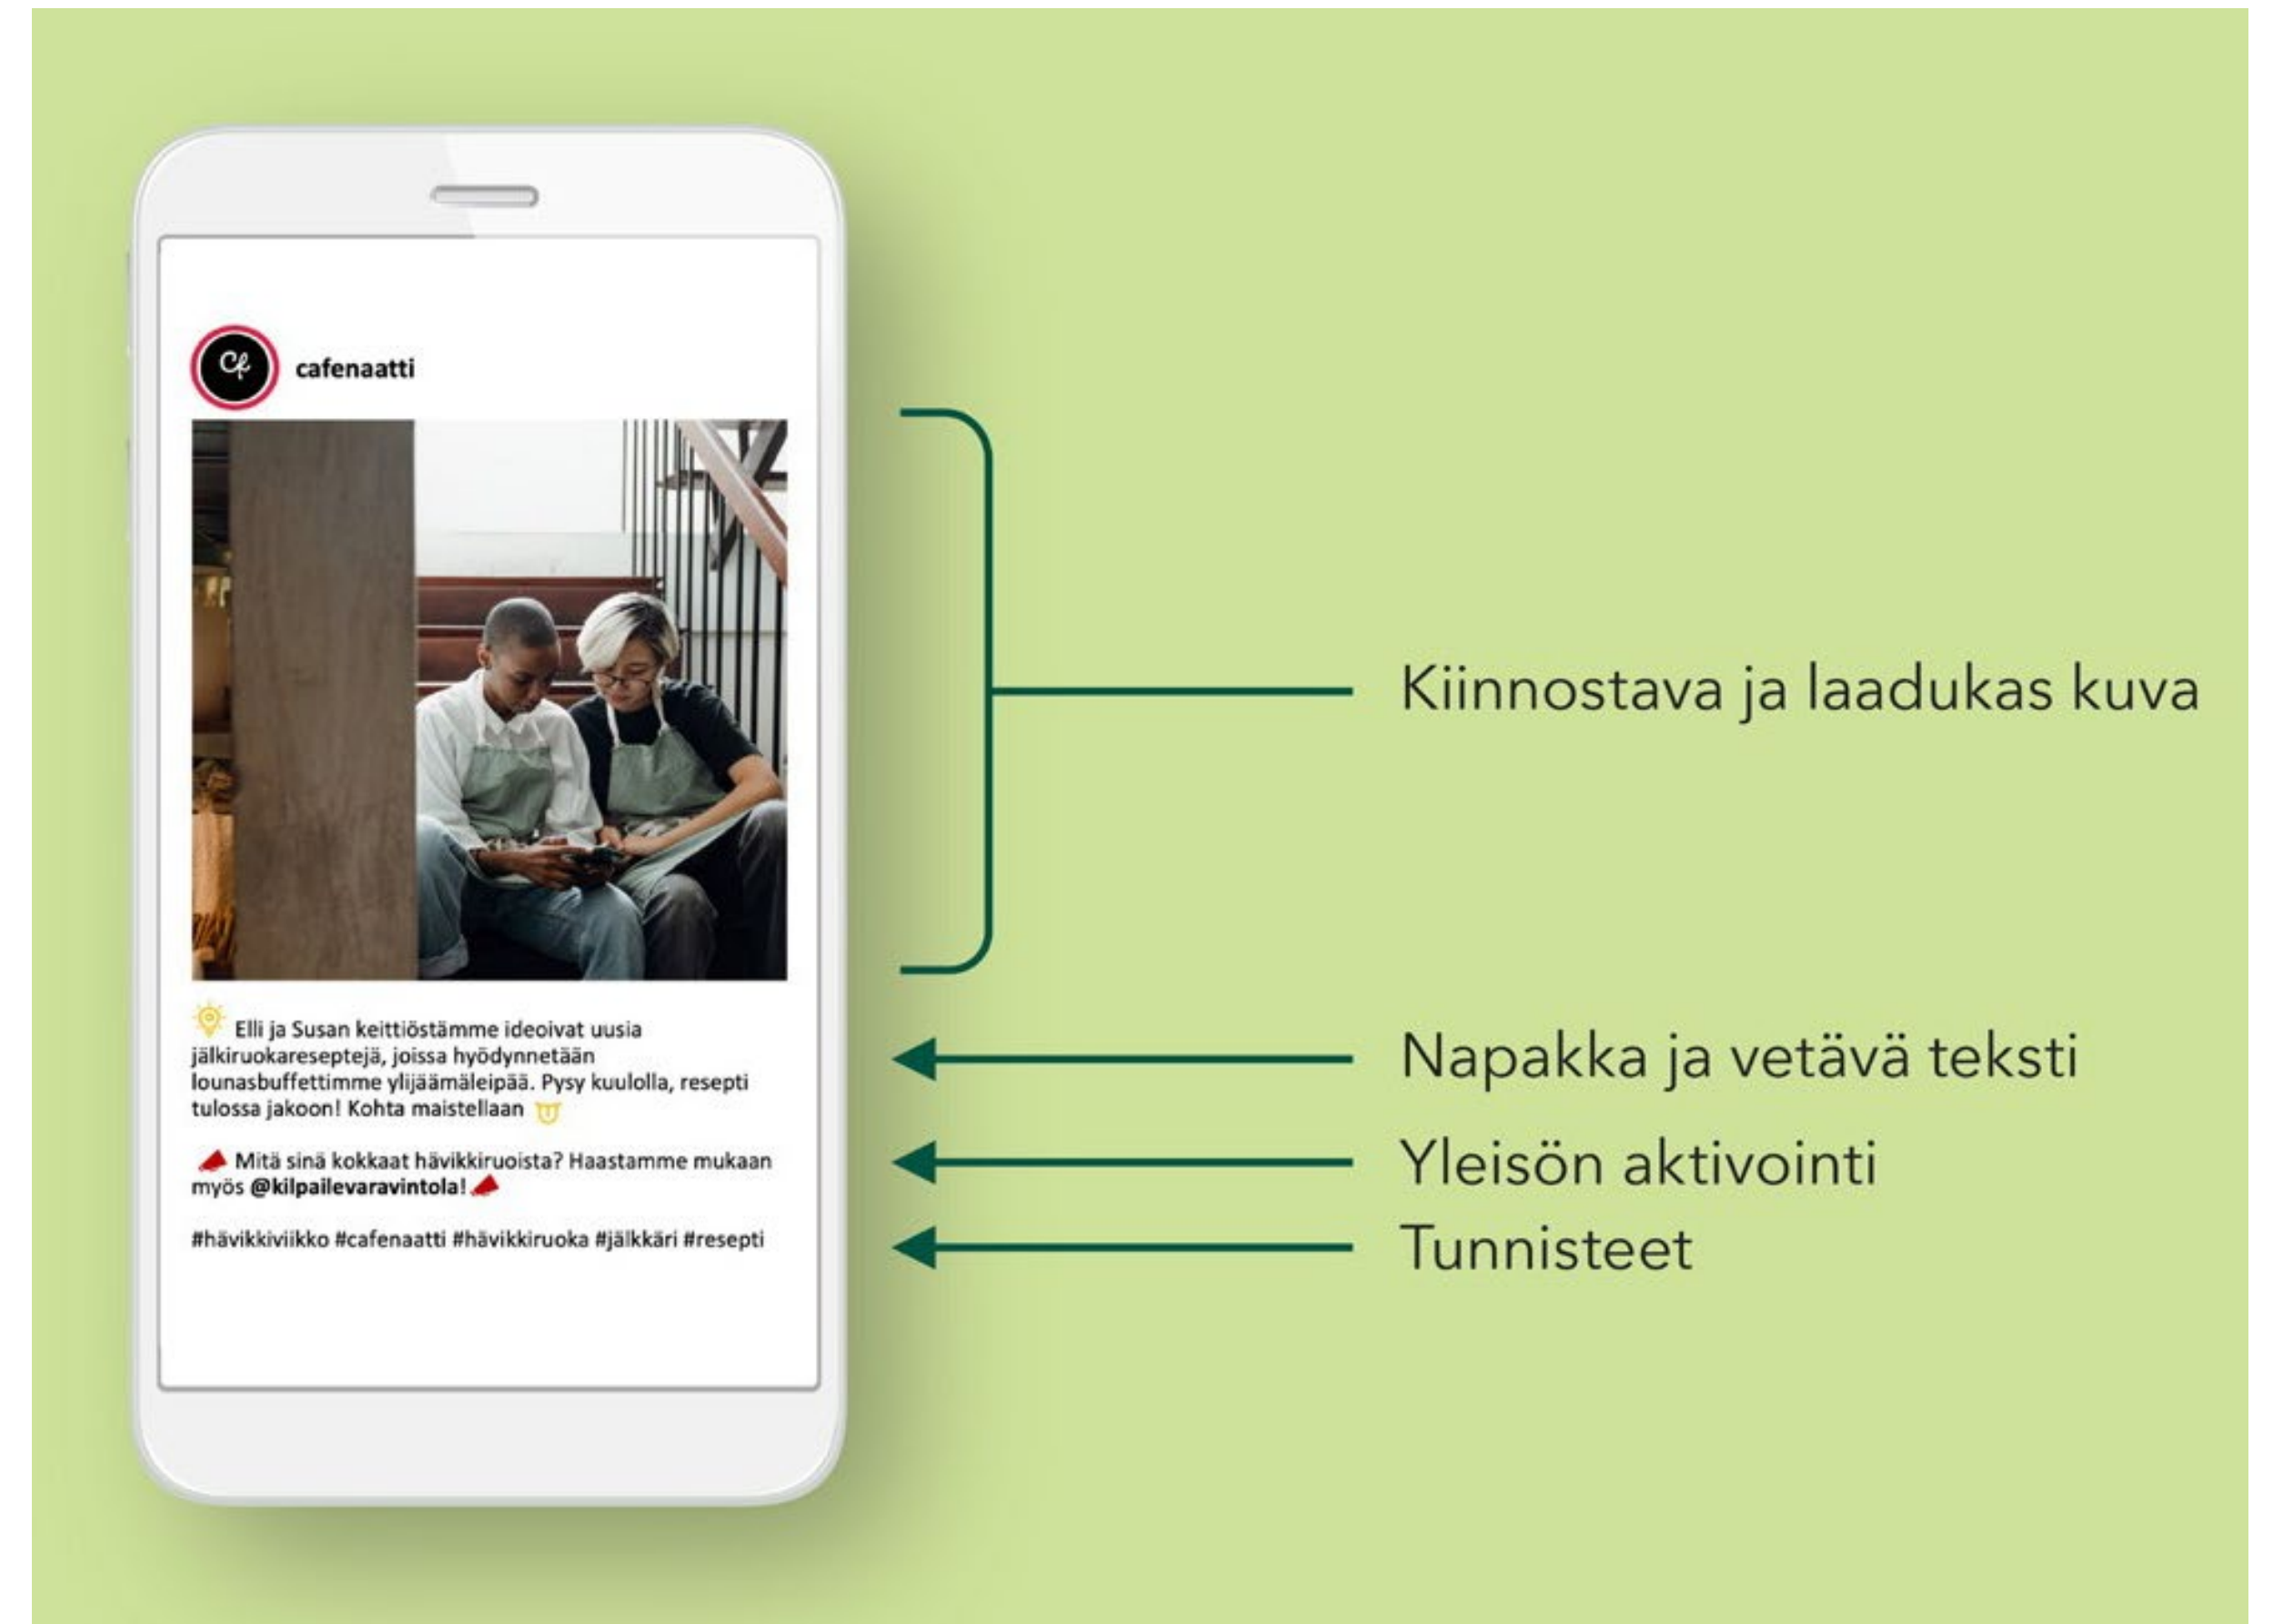 Cf
cafenaatti
Elli ja Susan keittiöstämme ideoivat uusia
jälkiruokareseptejä, joissa hyödynnetään
lounasbuffettimme ylijäämäleipää. Pysy kuulolla, resepti
tulossa jakoon! Kohta maistellaan
Mitä sinä kokkaat hävikkiruoista? Haastamme mukaan
myös @kilpailevaravintola!
#hävikkiviikko #cafenaatti #hävikkiruoka #jälkkäri #resepti
Kiinnostava ja laadukas kuva
Napakka ja vetävä teksti
Yleisön aktivointi
Tunnisteet